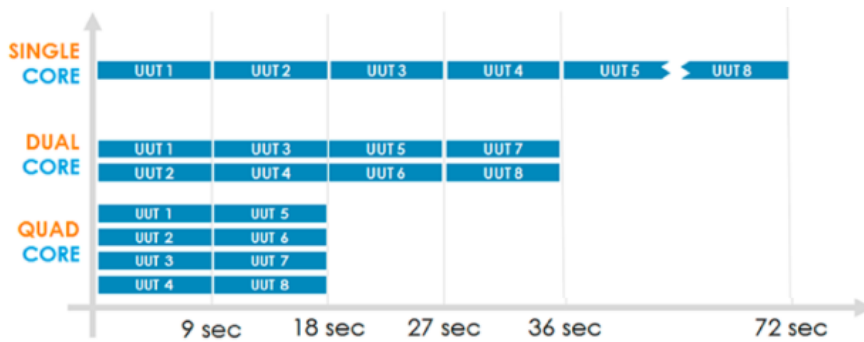 SINGLE
CORE
UUT 1 UUT 2 UUT 3 UUT 4 UUT 5 UUT 8
DUAL
CORE
UUT 1 UUT 3 UUT 5 UUT 7
UUT 2 UUT 4 UUT 6 UUT 8
QUAD
CORE
UUT 1 UUT 5
UUT 2 UUT 6
UUT 3 UUT 7
UUT 4 UUT 8
9 sec 18 sec 27 sec 36 sec 72 sec